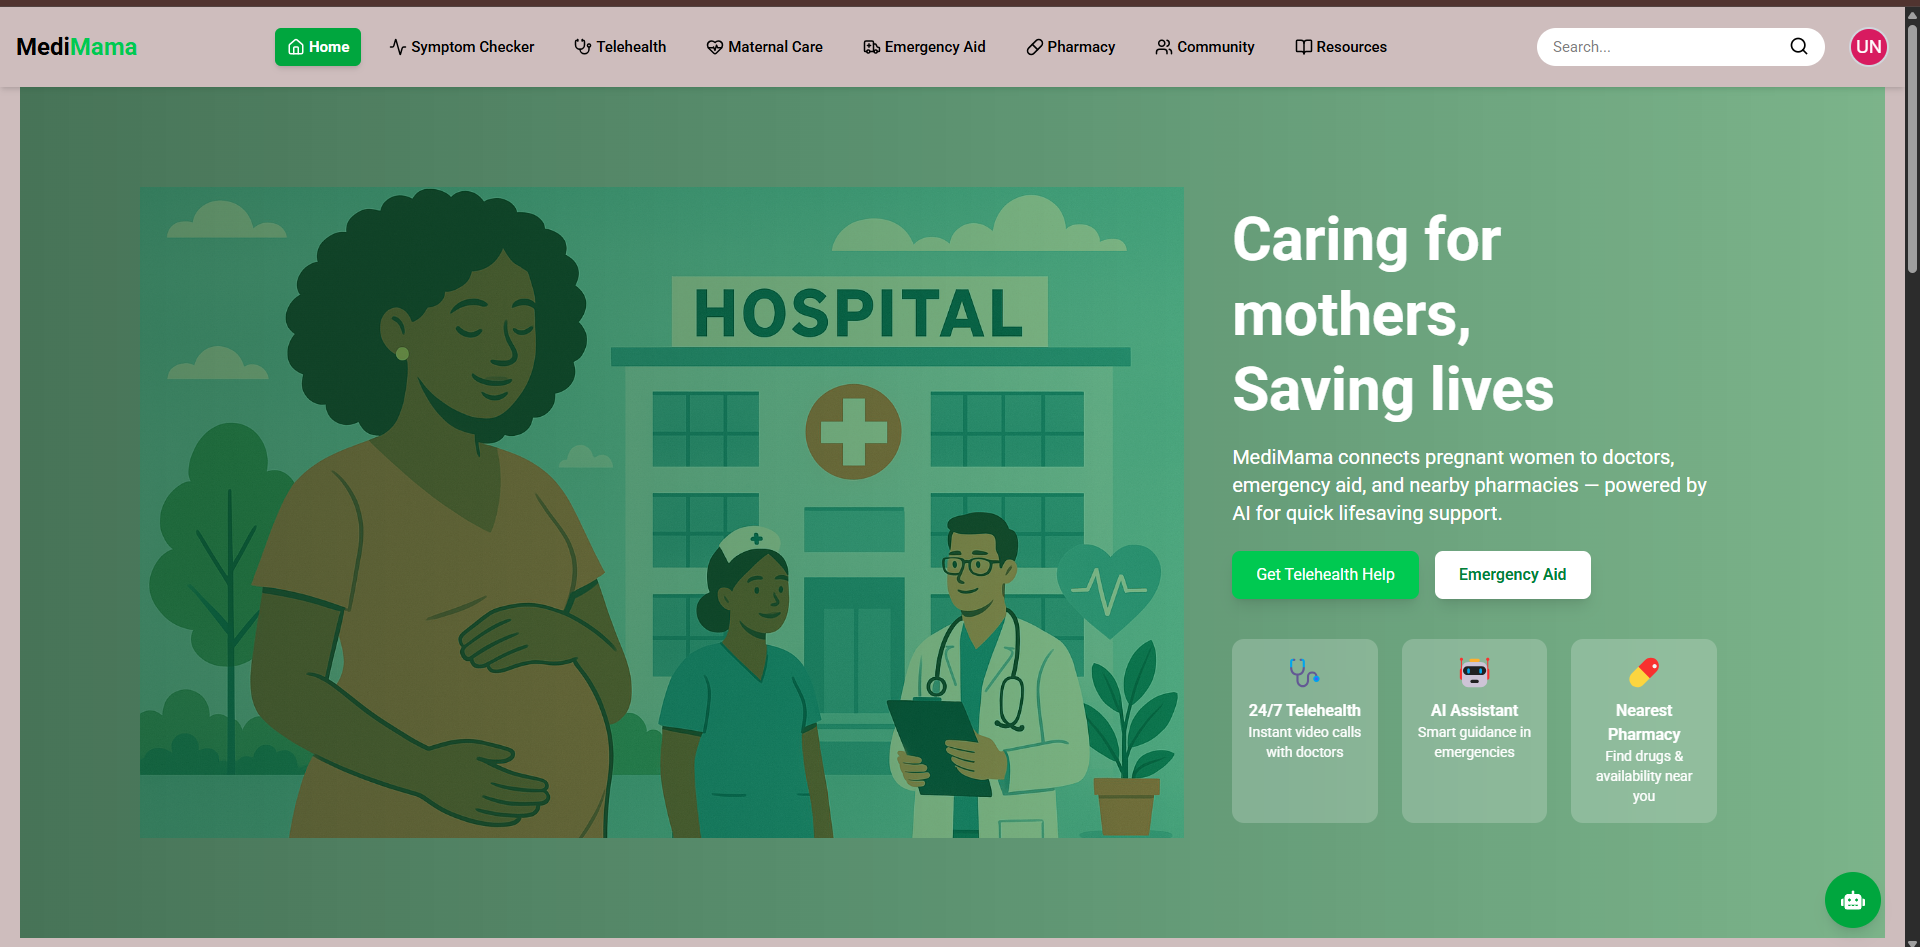 MediMama
Home
Symptom Checker
Telehealth
Maternal Care
Emergency Aid
Pharmacy
Community
Resources
Search...
UN
HOSPITAL
Caring for
mothers,
Saving lives
MediMama connects pregnant women to doctors,
emergency aid, and nearby pharmacies — powered by
AI for quick lifesaving support.
Get Telehealth Help
Emergency Aid
24/7 Telehealth
Instant video calls
with doctors
AI Assistant
Smart guidance in
emergencies
Nearest
Pharmacy
Find drugs &
availability near
you